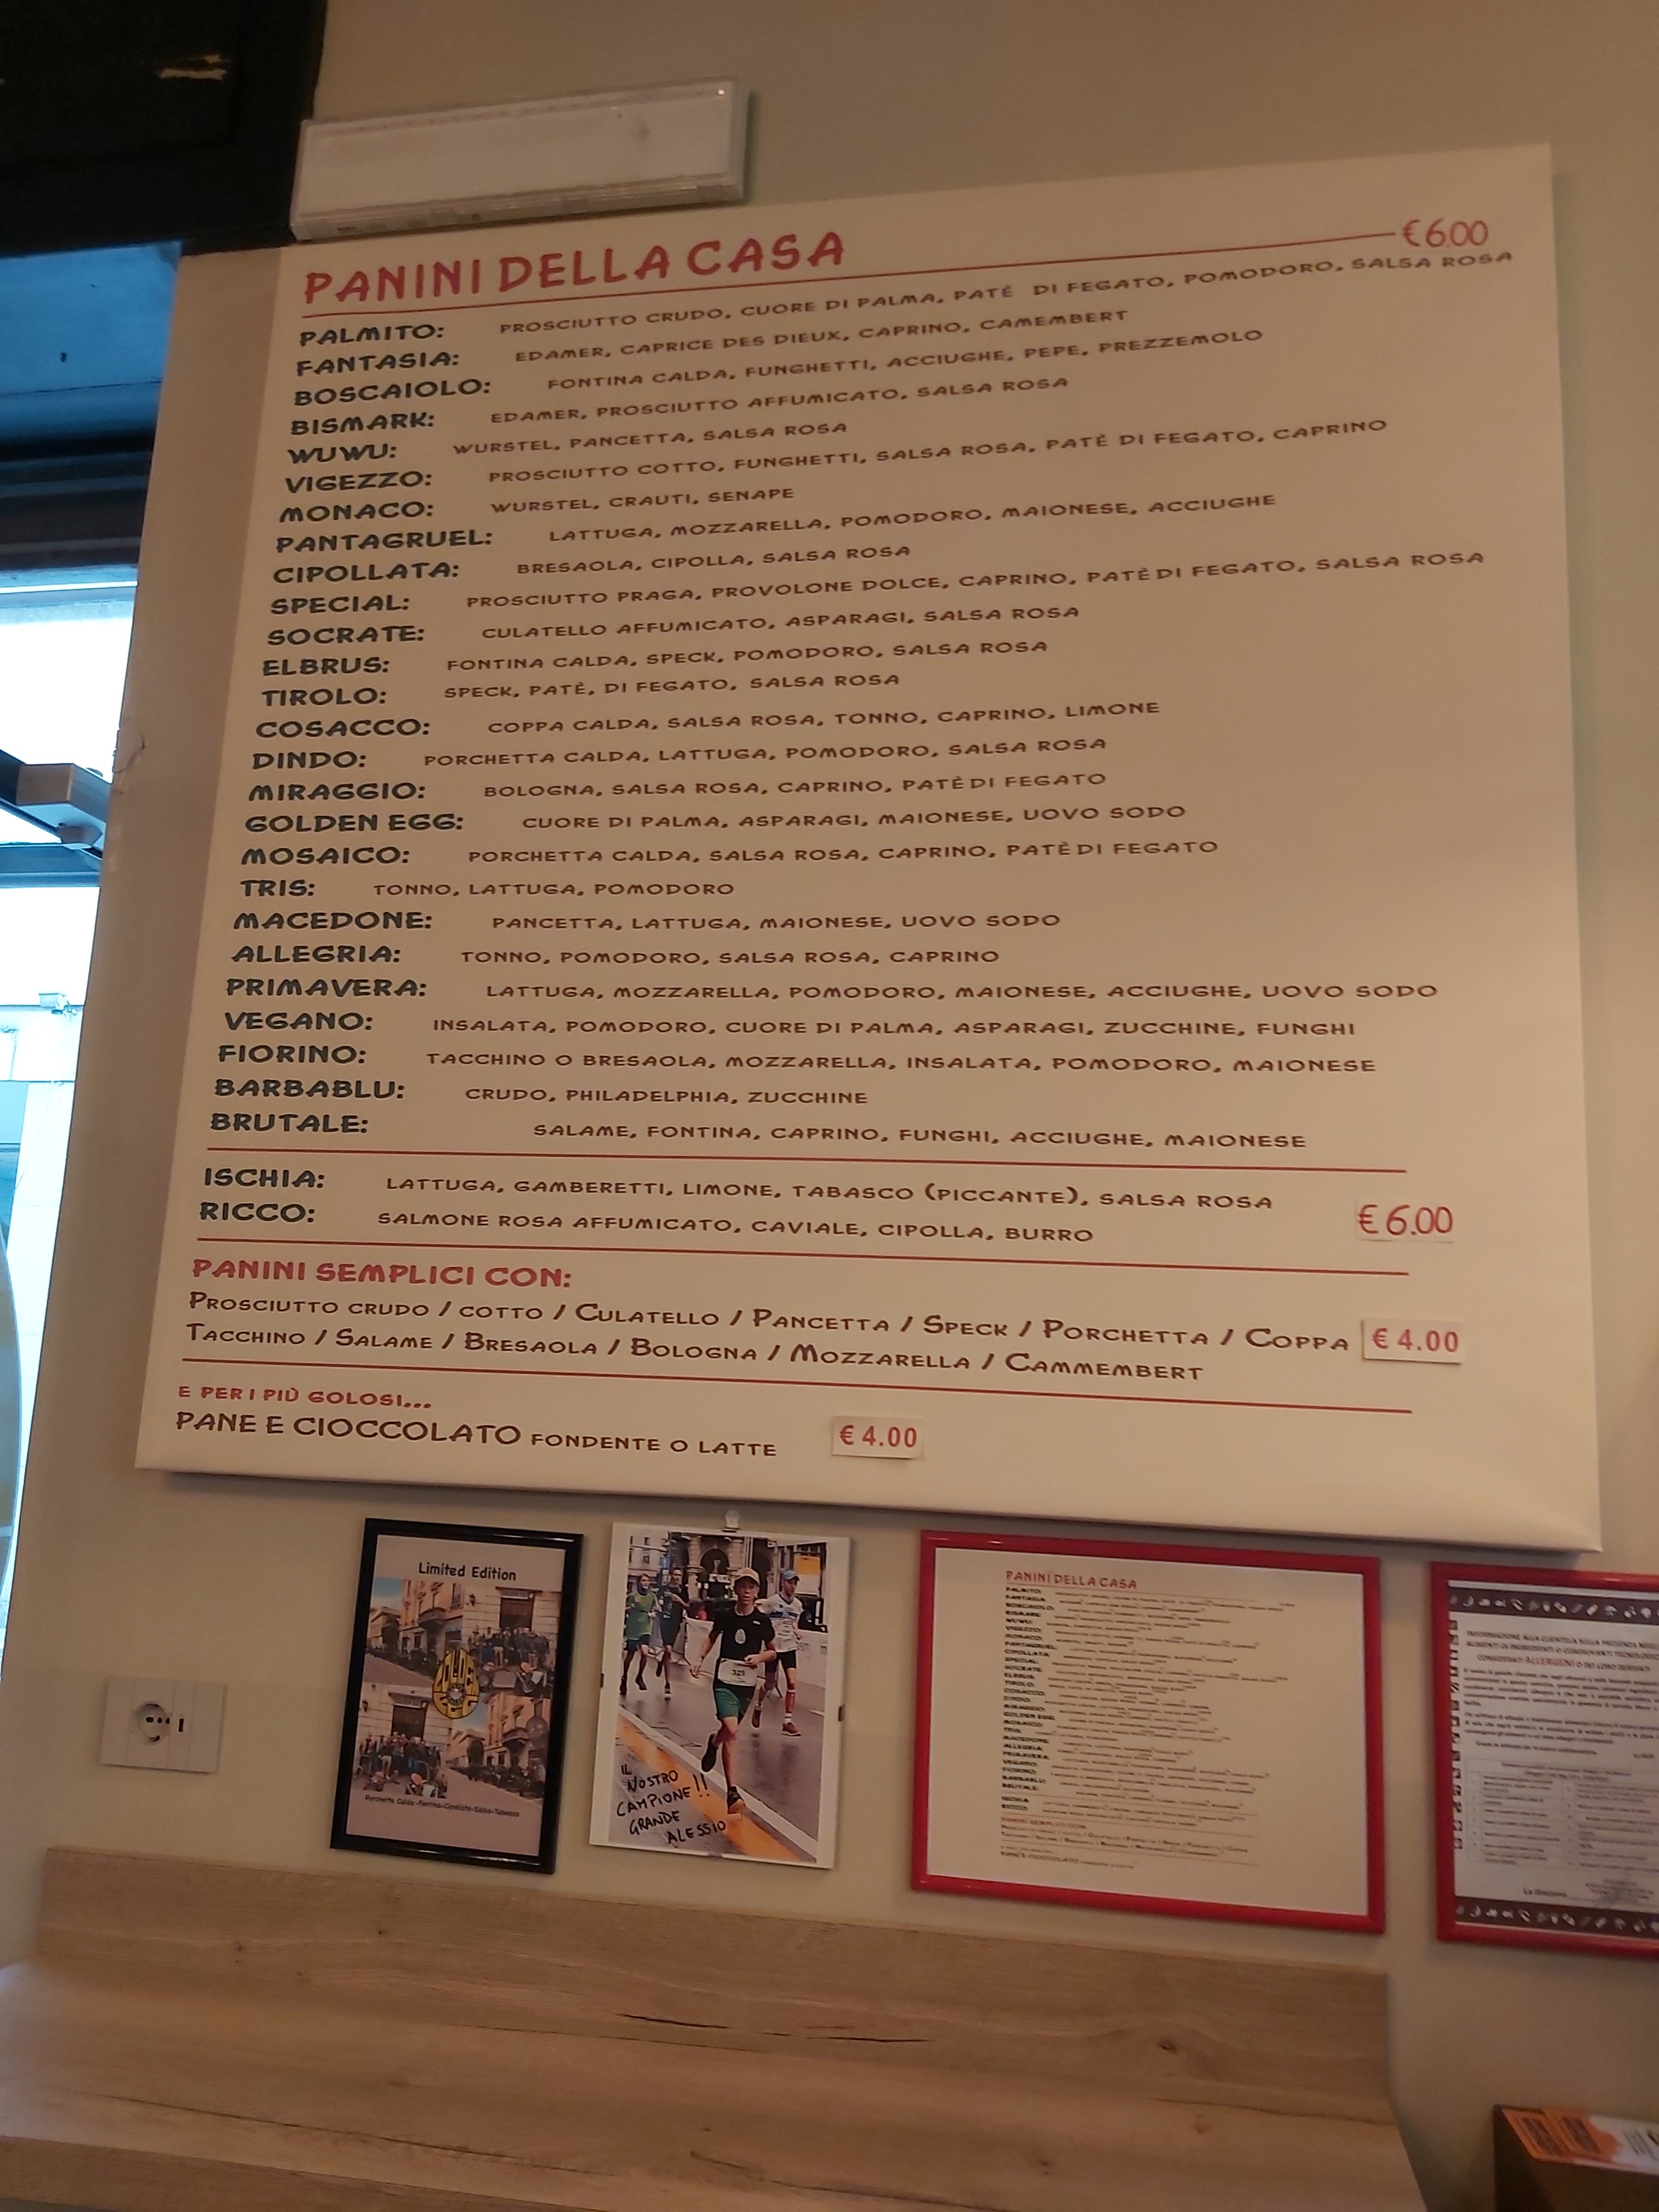 PANINI DELLA CASA €6.00
PALMITO: PROSCIUTTO CRUDO, CUORE DI PALMA, PATÈ DI FEGATO, POMODORO, SALSA ROSA
FANTASIA: EDAMER, CAPRICE DES DIEUX, CAPRINO, CAMEMBERT
BOSCAIOLO: FONTINA CALDA, FUNGHETTI, ACCIUGHE, PEPE, PREZZEMOLO
BISMARK: EDAMER, PROSCIUTTO AFFUMICATO, SALSA ROSA
WUWU: WURSTEL, PANCETTA, SALSA ROSA
VIGEZZO: PROSCIUTTO COTTO, FUNGHETTI, SALSA ROSA, PATÈ DI FEGATO, CAPRINO
MONACO: WURSTEL, CRAUTI, SENAPE
PANTAGRUEL: LATTUGA, MOZZARELLA, POMODORO, MAIONESE, ACCIUGHE
CIPOLLATA: BRESAOLA, CIPOLLA, SALSA ROSA
SPECIAL: PROSCIUTTO PRAGA, PROVOLONE DOLCE, CAPRINO, PATÈ DI FEGATO, SALSA ROSA
SOCRATE: CULATELLO AFFUMICATO, ASPARAGI, SALSA ROSA
ELBRUS: FONTINA CALDA, SPECK, POMODORO, SALSA ROSA
TIROLO: SPECK, PATÈ, DI FEGATO, SALSA ROSA
COSACCO: COPPA CALDA, SALSA ROSA, TONNO, CAPRINO, LIMONE
DINDO: PORCHETTA CALDA, LATTUGA, POMODORO, SALSA ROSA
MIRAGGIO: BOLOGNA, SALSA ROSA, CAPRINO, PATÈ DI FEGATO
GOLDEN EGG: CUORE DI PALMA, ASPARAGI, MAIONESE, UOVO SODO
MOSAICO: PORCHETTA CALDA, SALSA ROSA, CAPRINO, PATÈ DI FEGATO
TRIS: TONNO, LATTUGA, POMODORO
MACEDONE: PANCETTA, LATTUGA, MAIONESE, UOVO SODO
ALLEGRIA: TONNO, POMODORO, SALSA ROSA, CAPRINO
PRIMAVERA: LATTUGA, MOZZARELLA, POMODORO, MAIONESE, ACCIUGHE, UOVO SODO
VEGANO: INSALATA, POMODORO, CUORE DI PALMA, ASPARAGI, ZUCCHINE, FUNGHI
FIORINO: TACCHINO O BRESAOLA, MOZZARELLA, INSALATA, POMODORO, MAIONESE
BARBABLU: CRUDO, PHILADELPHIA, ZUCCHINE
BRUTALE: SALAME, FONTINA, CAPRINO, FUNGHI, ACCIUGHE, MAIONESE
ISCHIA: LATTUGA, GAMBERETTI, LIMONE, TABASCO (PICCANTE), SALSA ROSA
RICCO: SALMONE ROSA AFFUMICATO, CAVIALE, CIPOLLA, BURRO
€6.00
PANINI SEMPLICI CON:
PROSCIUTTO CRUDO / COTTO / CULATELLO / PANCETTA / SPECK / PORCHETTA / COPPA € 4.00
TACCHINO / SALAME / BRESAOLA / BOLOGNA / MOZZARELLA / CAMMEMBERT
E PER I PIÙ GOLOSI...
PANE E CIOCCOLATO FONDENTE O LATTE € 4.00
Limited Edition
325
IL
NOSTRO
CAMPIONE!!
GRANDE
ALESSIO
PANINI DELLA CASA